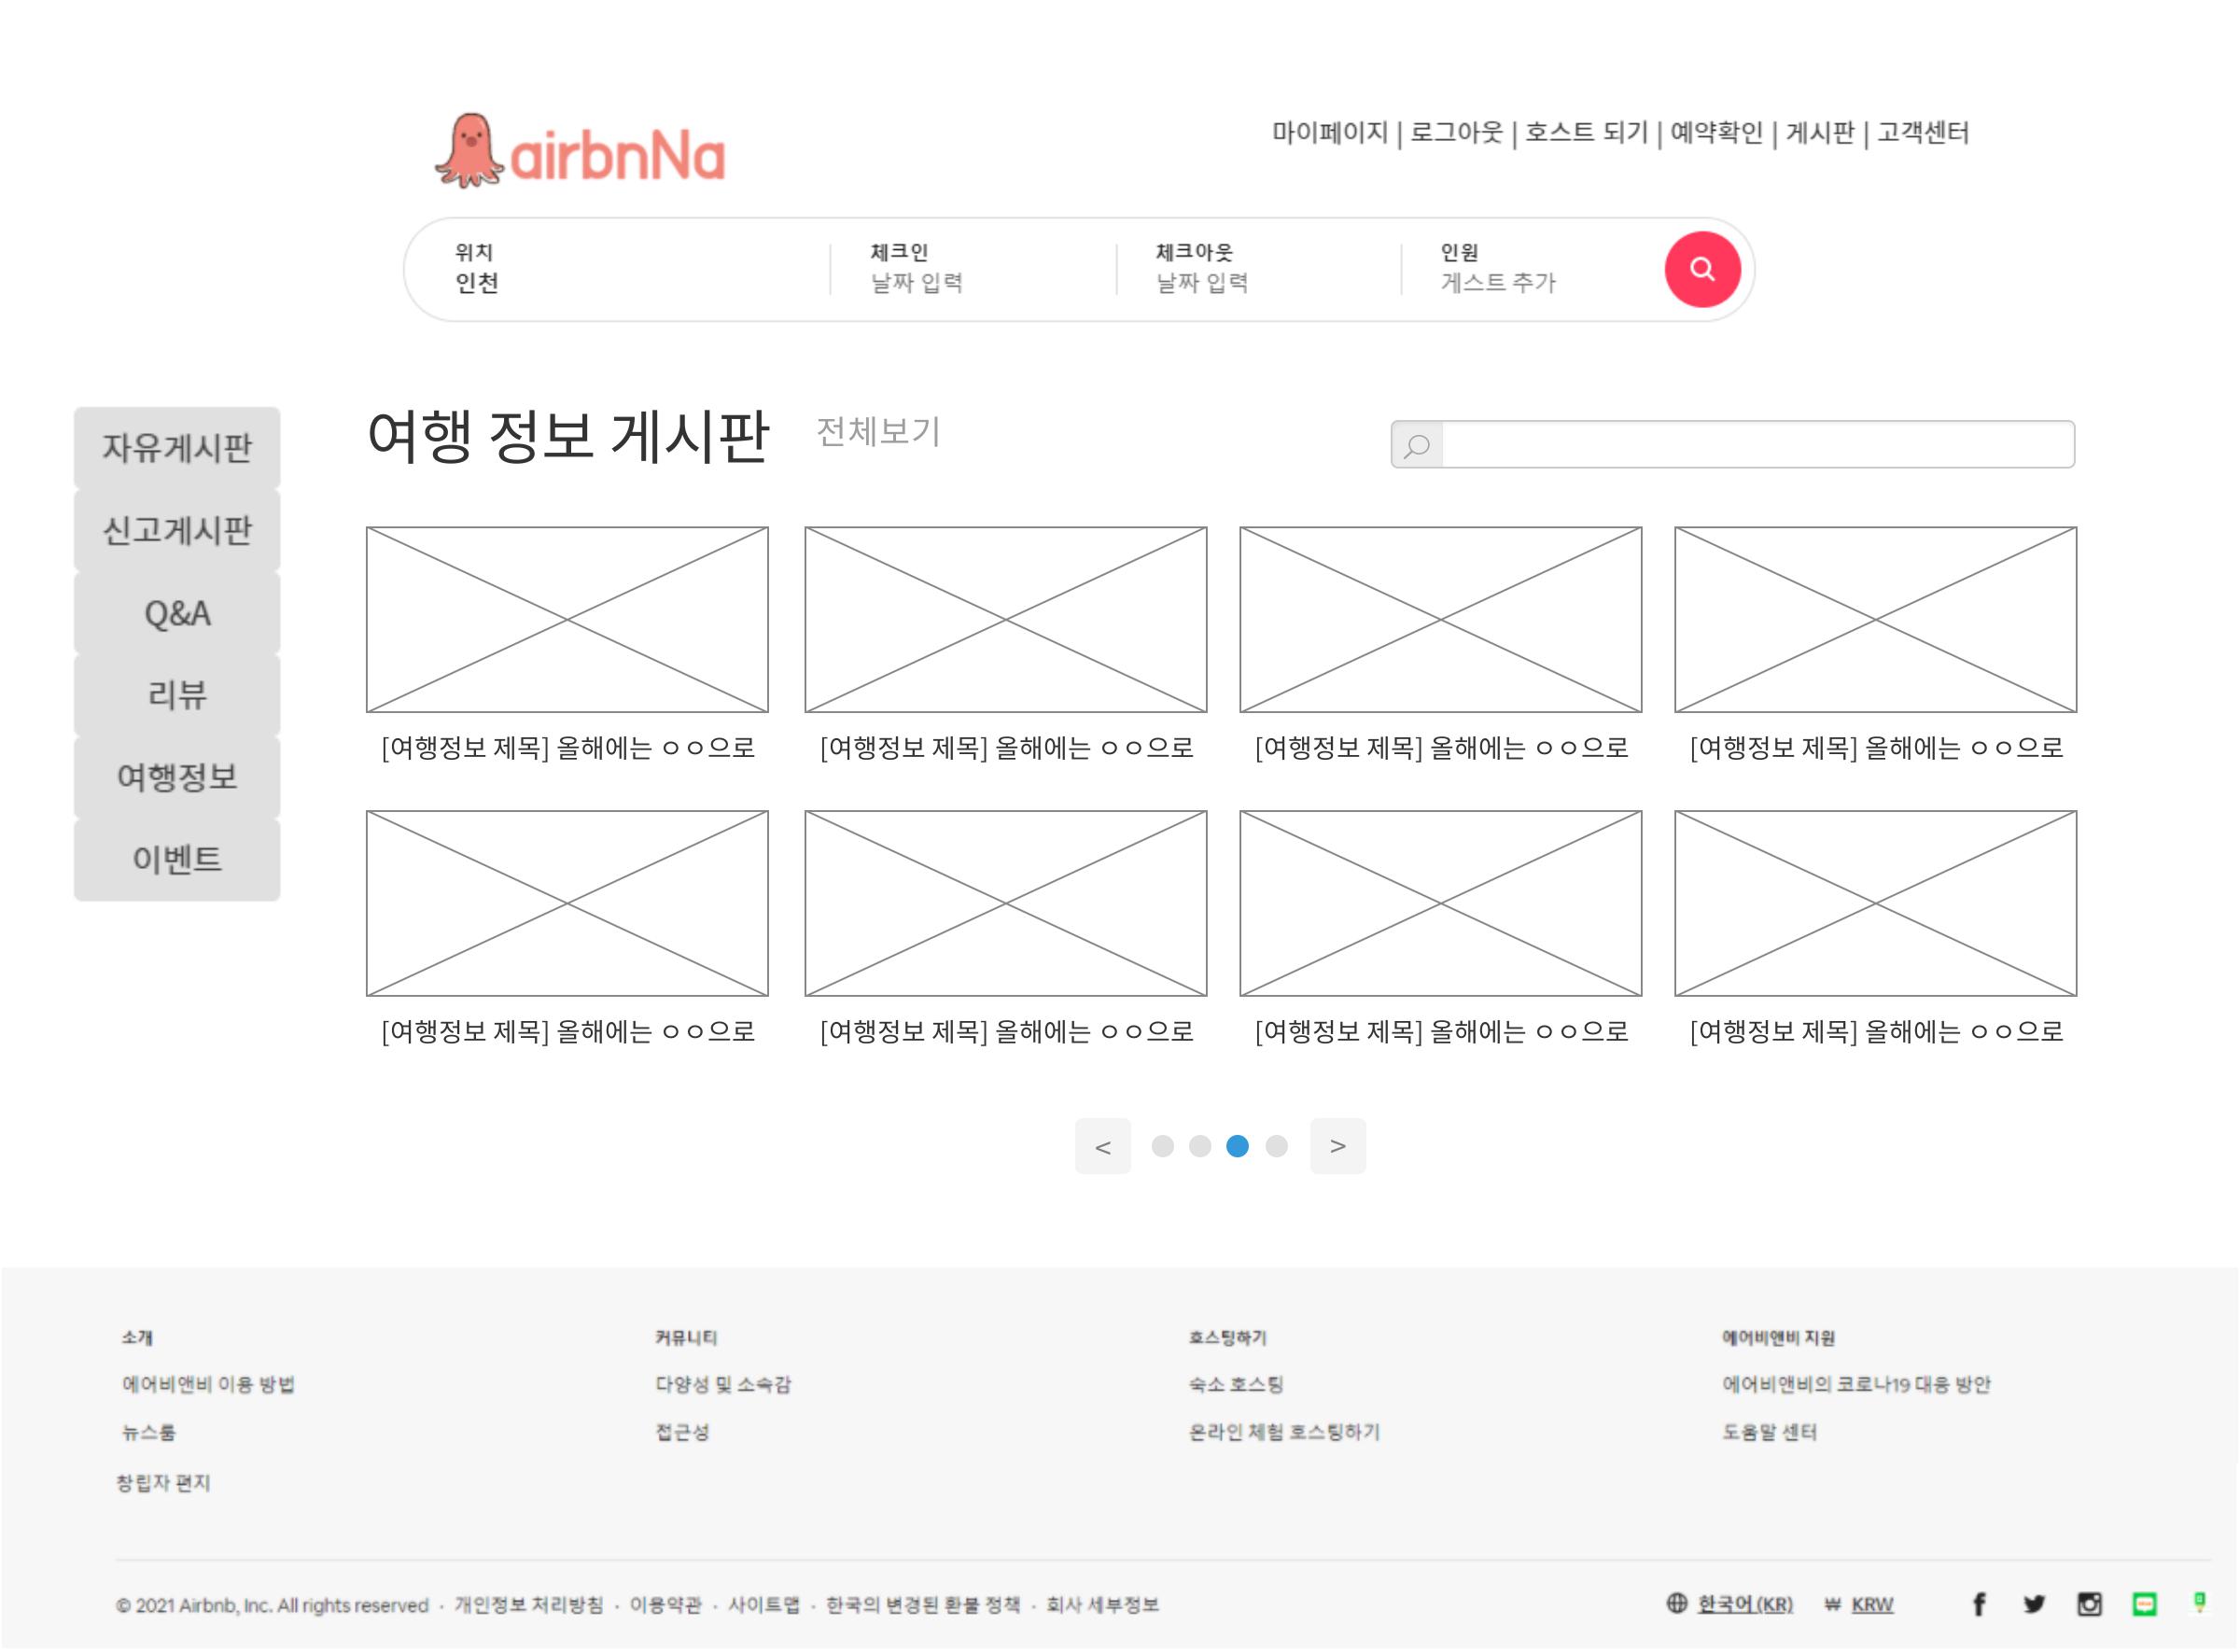 airbnNa
마이페이지 | 로그아웃 | 호스트 되기 | 예약확인 | 게시판 | 고객센터
위치 체크인 체크아웃 인원
인천 날짜 입력 날짜 입력 게스트 추가
자유게시판
신고게시판
Q&A
리뷰
여행정보
이벤트
여행 정보 게시판 전체보기
[여행정보 제목] 올해에는 ㅇㅇ으로 [여행정보 제목] 올해에는 ㅇㅇ으로 [여행정보 제목] 올해에는 ㅇㅇ으로 [여행정보 제목] 올해에는 ㅇㅇ으로
[여행정보 제목] 올해에는 ㅇㅇ으로 [여행정보 제목] 올해에는 ㅇㅇ으로 [여행정보 제목] 올해에는 ㅇㅇ으로 [여행정보 제목] 올해에는 ㅇㅇ으로
< >
소개 커뮤니티 호스팅하기 에어비앤비 지원
에어비앤비 이용 방법 다양성 및 소속감 숙소 호스팅 에어비앤비의 코로나19 대응 방안
뉴스룸 접근성 온라인 체험 호스팅하기 도움말 센터
창립자 편지
© 2021 Airbnb, Inc. All rights reserved · 개인정보 처리방침 · 이용약관 · 사이트맵 · 한국의 변경된 환불 정책 · 회사 세부정보 한국어 (KR) ₩ KRW